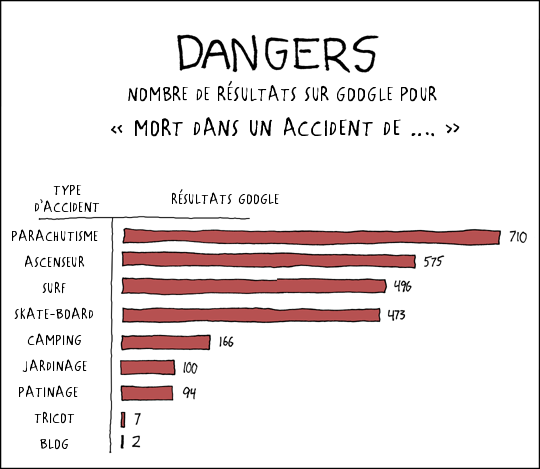 DANGERS
NOMBRE DE RÉSULTATS SUR GOOGLE POUR
« MORT DANS UN ACCIDENT DE .... »
TYPE
D'ACCIDENT
RÉSULTATS GOOGLE
PARACHUTISME 710
ASCENSEUR 575
SURF 496
SKATE-BOARD 473
CAMPING 166
JARDINAGE 100
PATINAGE 94
TRICOT 7
BLOG 2